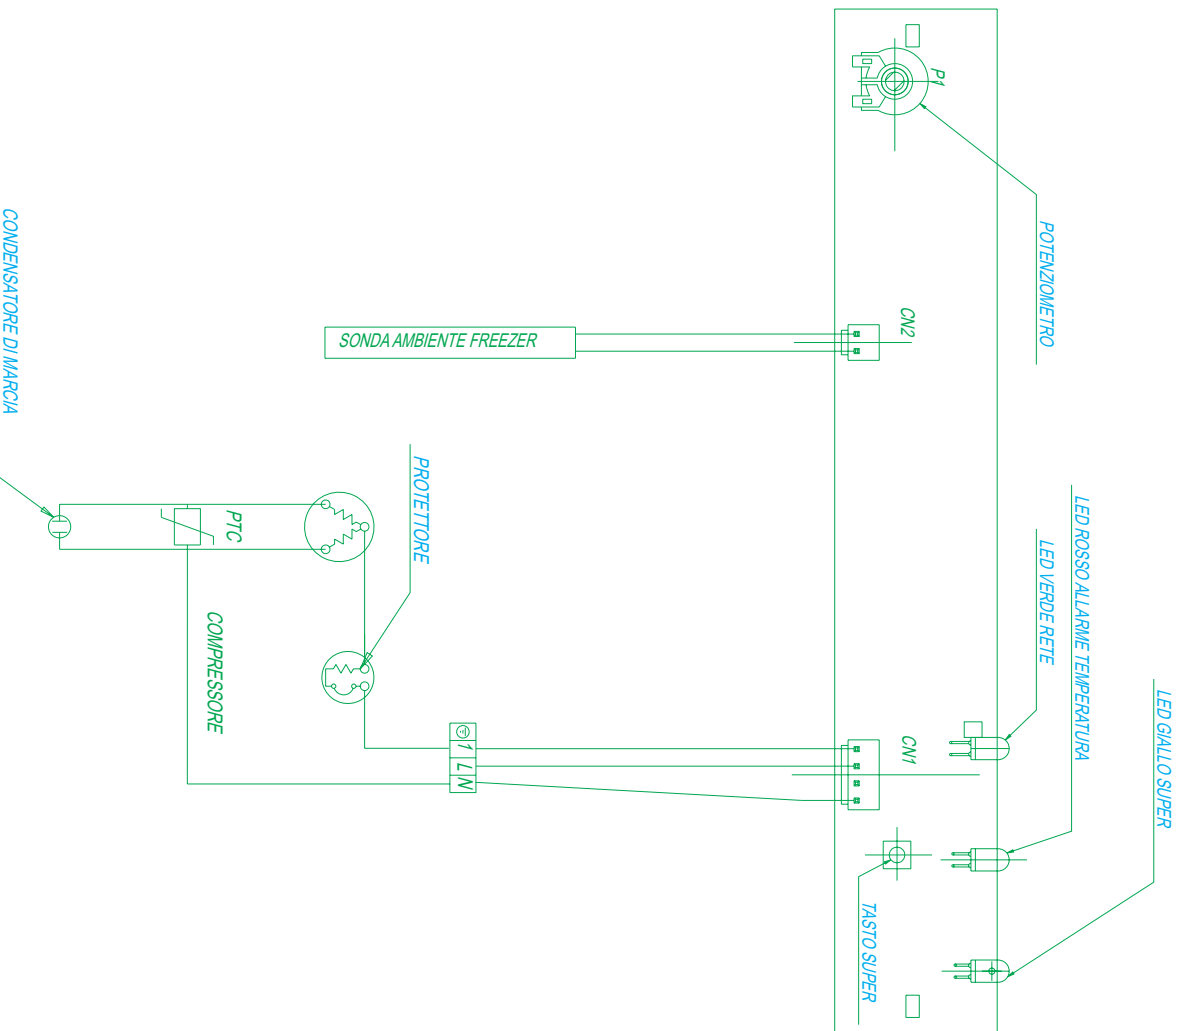 P1
POTENZIOMETRO
CONDENSATORE DI MARCIA
CN2
SONDA AMBIENTE FREEZER
PROTETTORE
LED ROSSO ALLARME TEMPERATURA
LED VERDE RETE
PTC
COMPRESSORE
LED GIALLO SUPER
CN1
1
L
N
TASTO SUPER